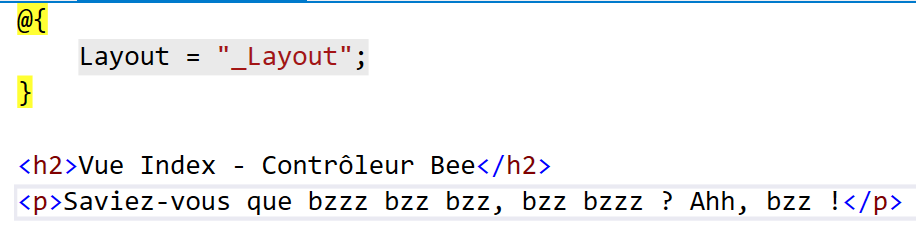 @{
Layout = "_Layout";
}
<h2>Vue Index - Contrôleur Bee</h2>
<p>Saviez-vous que bzzz bzz bzz, bzz bzzz ? Ahh, bzz !</p>